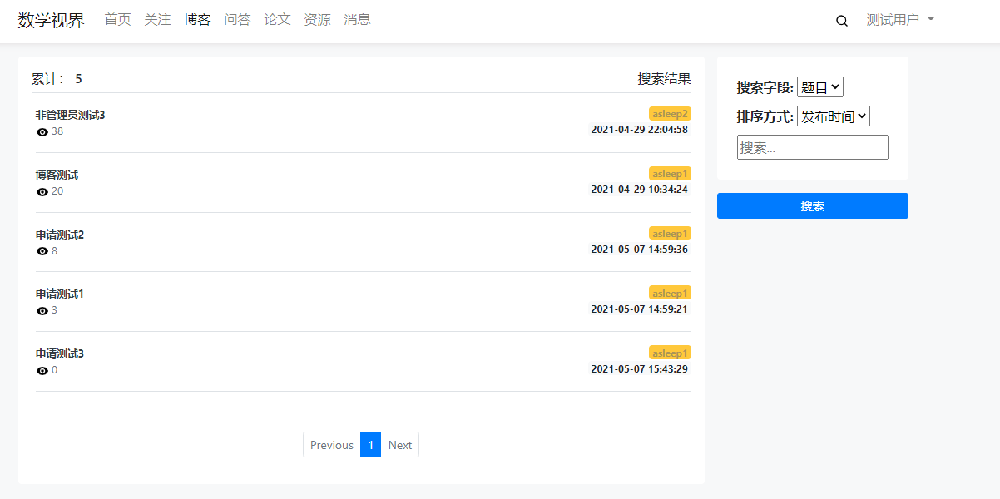 数学视界 首页 关注 博客 问答 论文 资源 消息 测试用户
累计： 5 搜索结果
非管理员测试3 asleep2
38 2021-04-29 22:04:58
博客测试 asleep1
20 2021-04-29 10:34:24
申请测试2 asleep1
8 2021-05-07 14:59:36
申请测试1 asleep1
3 2021-05-07 14:59:21
申请测试3 asleep1
0 2021-05-07 15:43:29
Previous 1 Next
搜索字段: 题目
排序方式: 发布时间
搜索...
搜索